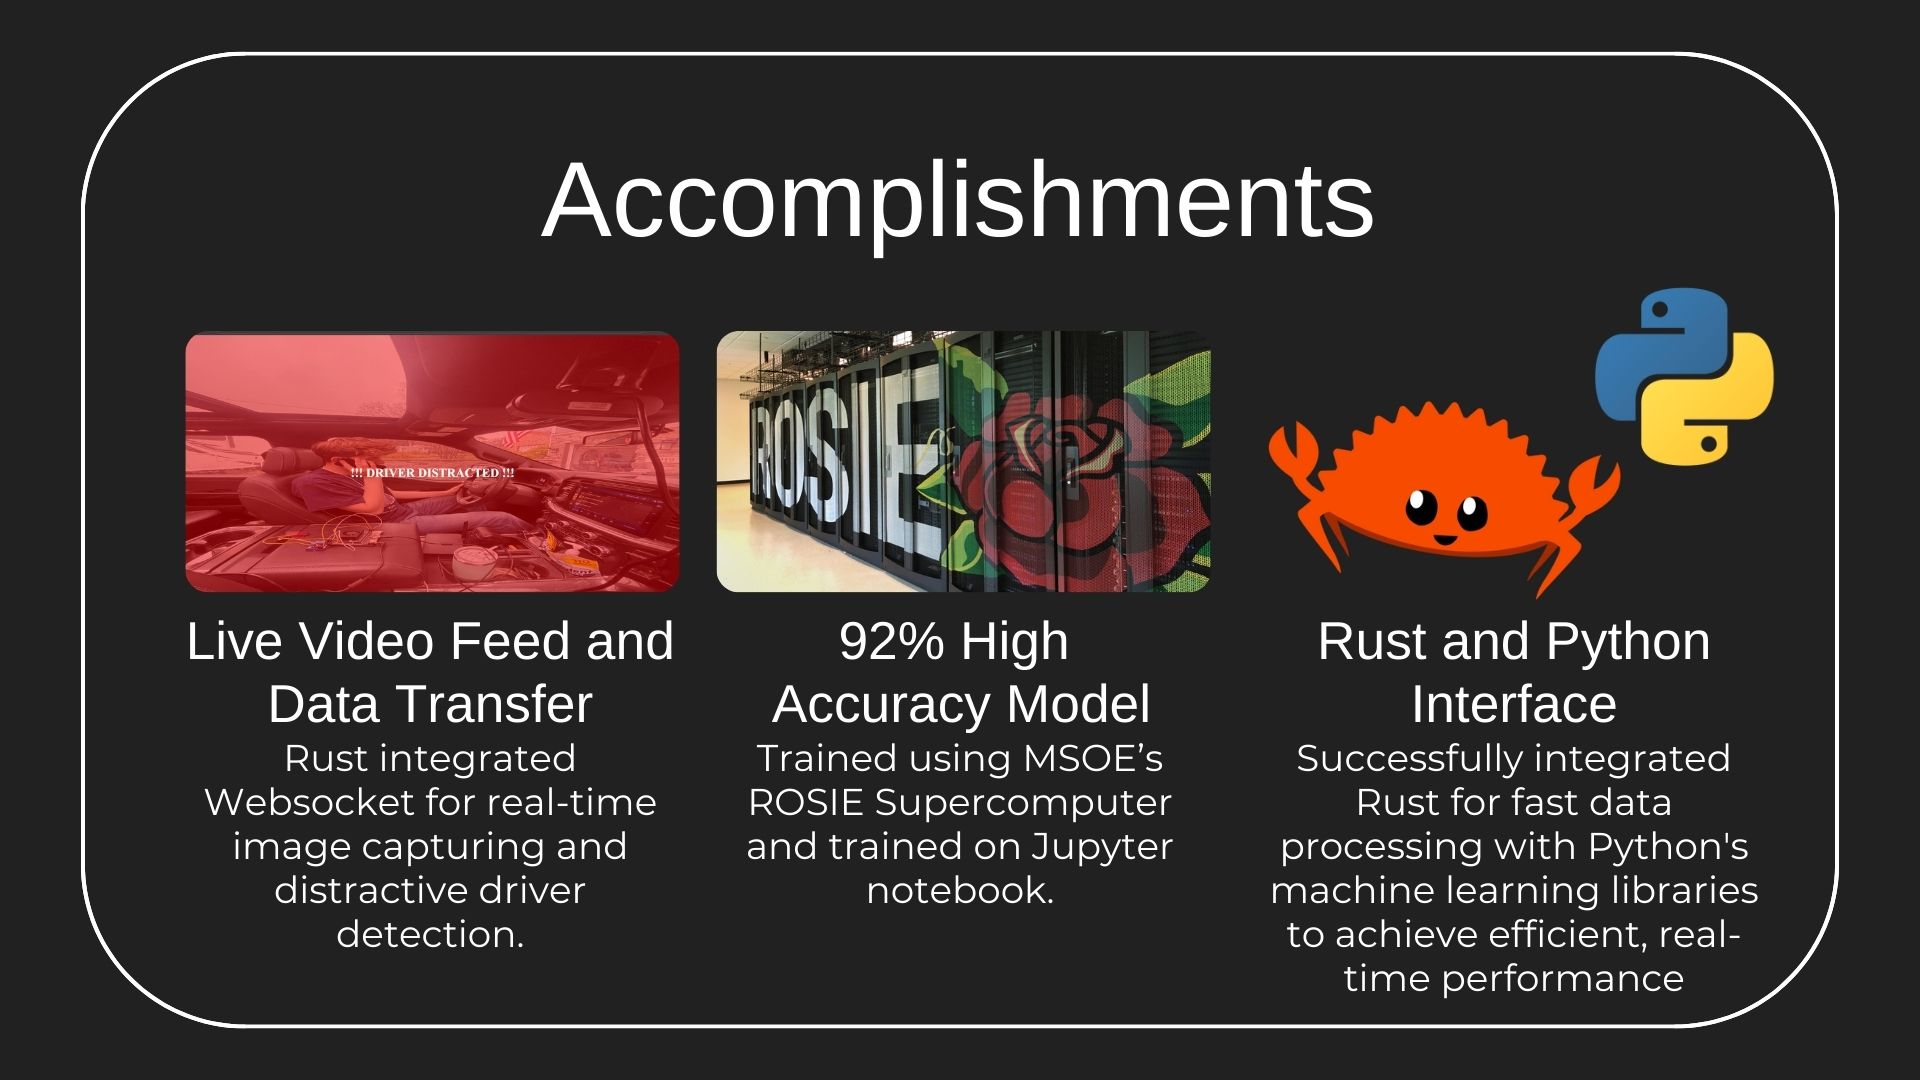 Accomplishments
!!! DRIVER DISTRACTED !!!
ROSIE
Live Video Feed and
Data Transfer
Rust integrated
Websocket for real-time
image capturing and
distractive driver
detection.
92% High
Accuracy Model
Trained using MSOE’s
ROSIE Supercomputer
and trained on Jupyter
notebook.
Rust and Python
Interface
Successfully integrated
Rust for fast data
processing with Python's
machine learning libraries
to achieve efficient, real-
time performance